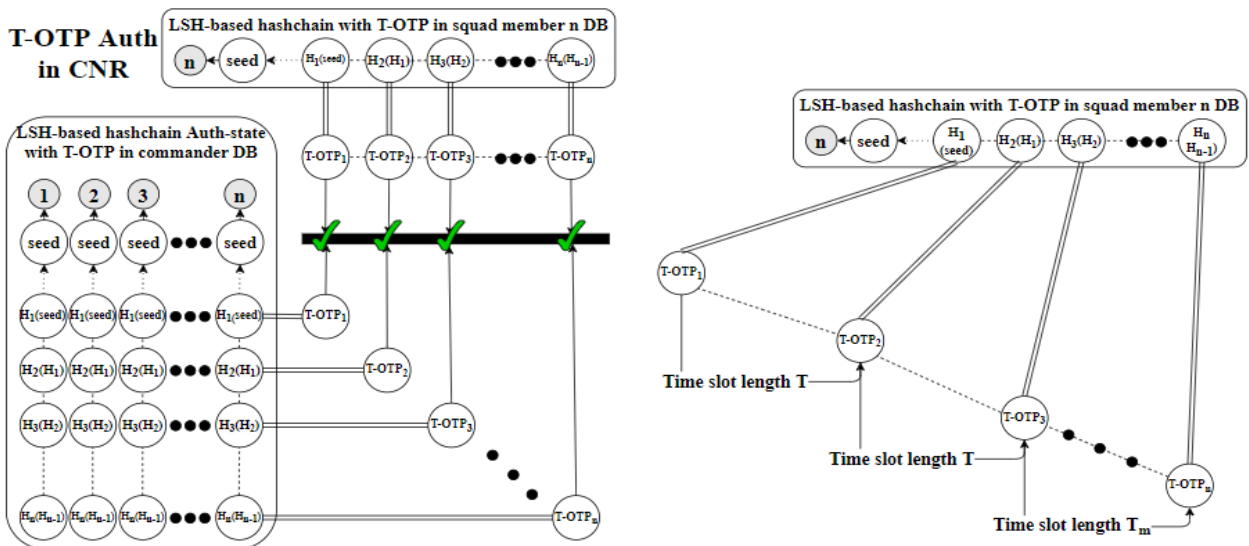 T-OTP Auth
in CNR
LSH-based hashchain with T-OTP in squad member n DB
n seed H1(seed) H2(H1) H3(H2) Hn(Hn-1)
T-OTP1 T-OTP2 T-OTP3 T-OTPn
LSH-based hashchain Auth-state
with T-OTP in commander DB
1 2 3 n
seed seed seed seed
H1(seed) H1(seed) H1(seed) H1(seed) T-OTP1
H2(H1) H2(H1) H2(H1) H2(H1) T-OTP2
H3(H2) H3(H2) H3(H2) H3(H2) T-OTP3
Hn(Hn-1) Hn(Hn-1) Hn(Hn-1) Hn(Hn-1) T-OTPn
LSH-based hashchain with T-OTP in squad member n DB
n seed H1 (seed) H2(H1) H3(H2) Hn Hn-1)
T-OTP1
T-OTP2
Time slot length T
T-OTP3
Time slot length T
T-OTPn
Time slot length Tm